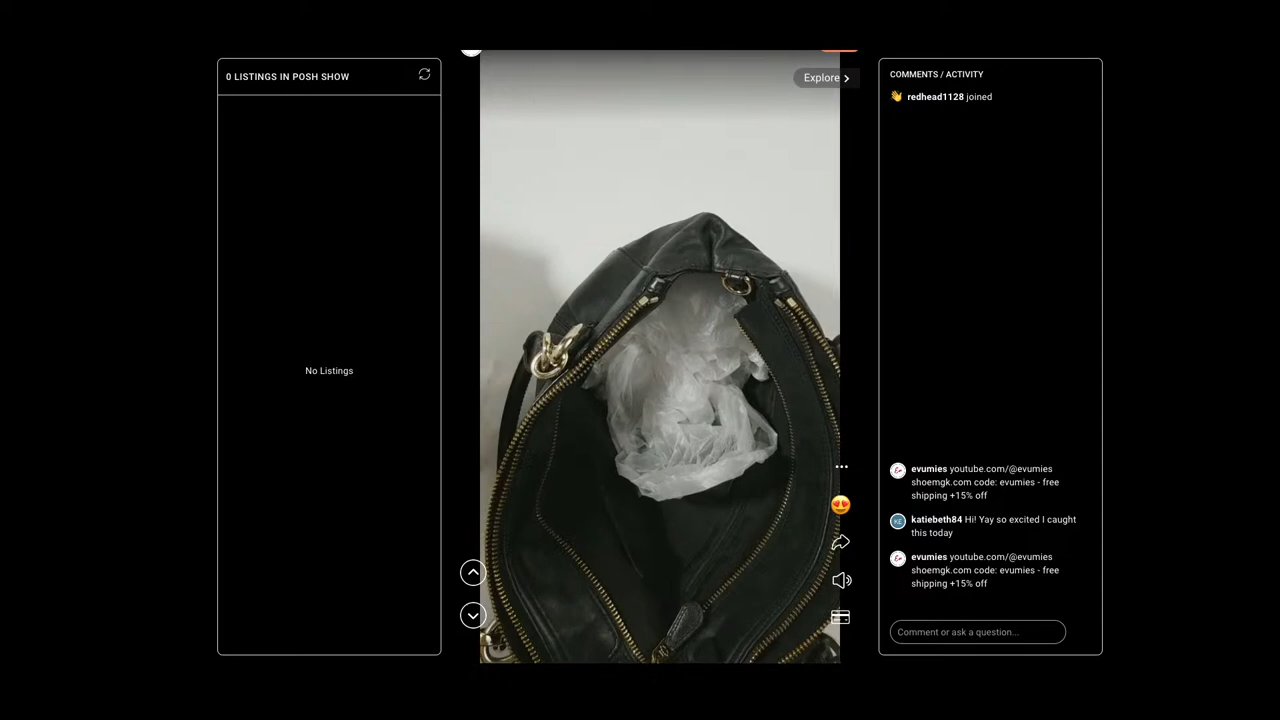 0 LISTINGS IN POSH SHOW
No Listings
Explore
COMMENTS / ACTIVITY
redhead1128 joined
evumies youtube.com/@evumies
shoemgk.com code: evumies - free
shipping +15% off
KE
katiebeth84 Hi! Yay so excited I caught
this today
evumies youtube.com/@evumies
shoemgk.com code: evumies - free
shipping +15% off
Comment or ask a question...